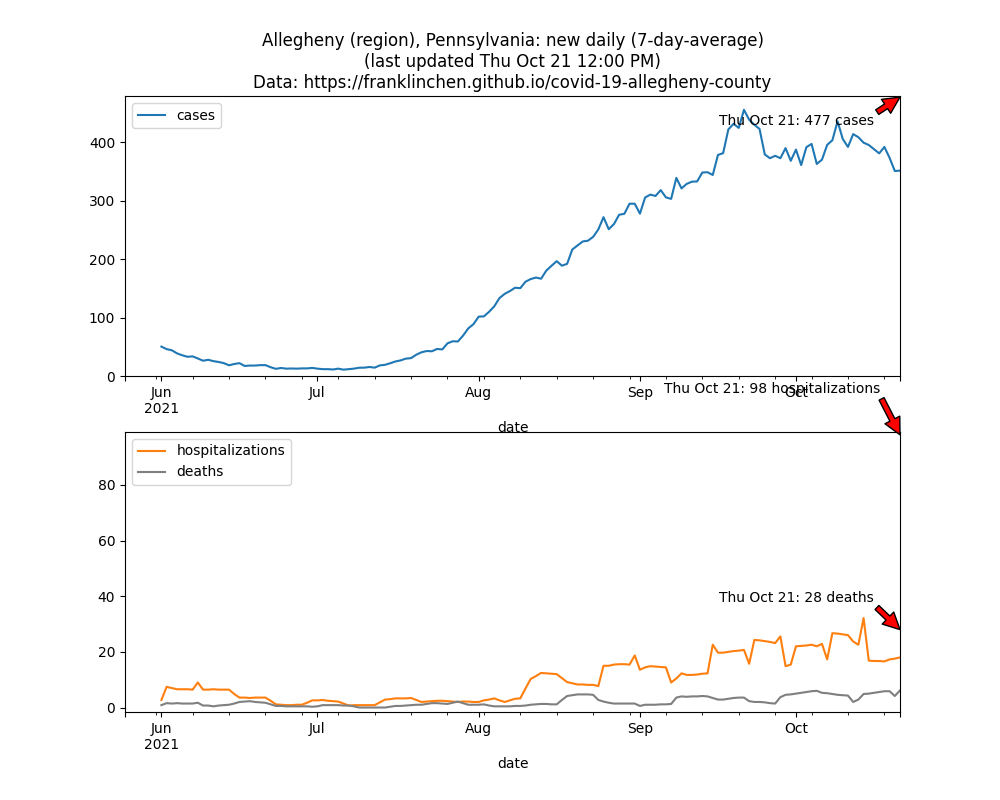 Allegheny (region), Pennsylvania: new daily (7-day-average)
(last updated Thu Oct 21 12:00 PM)
Data: https://franklinchen.github.io/covid-19-allegheny-county
cases
Thu Oct 21: 477 cases
400
300
200
100
0
Jun
2021
Jul
Aug
Sep
Oct
Thu Oct 21: 98 hospitalizations
date
hospitalizations
deaths
80
60
40
20
0
Thu Oct 21: 28 deaths
Jun
2021
Jul
Aug
Sep
Oct
date